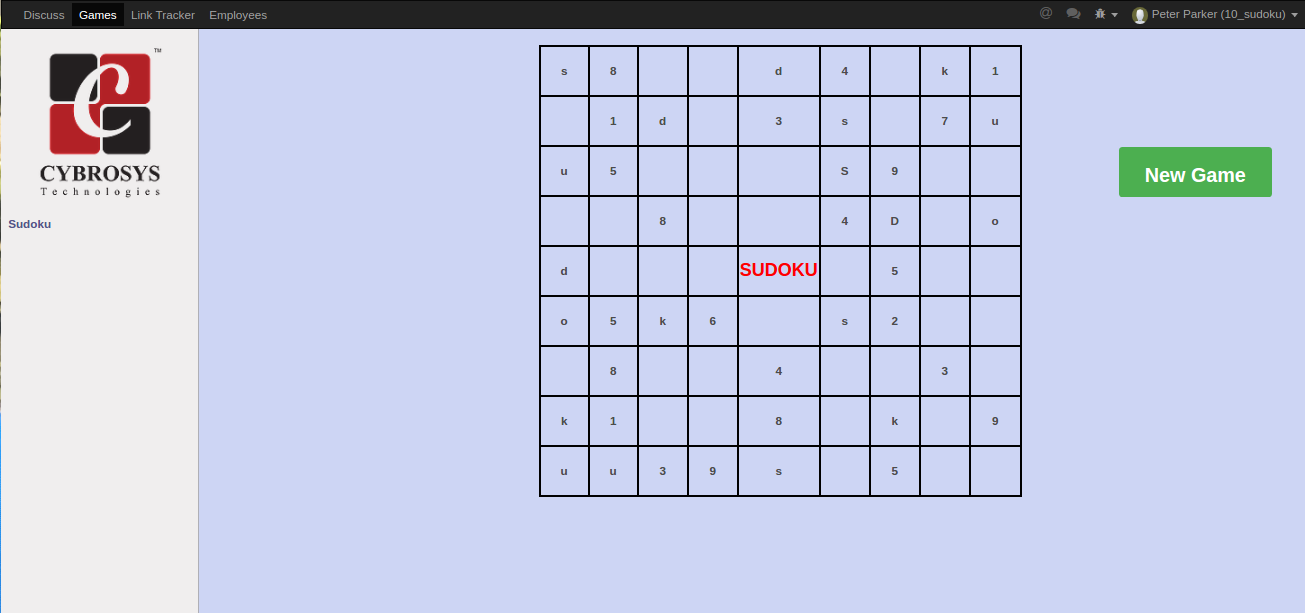 Discuss Games Link Tracker Employees @ Peter Parker (10_sudoku)
TM
CYBROSYS
Technologies
Sudoku
s 8 d 4 k 1
1 d 3 s 7 u
u 5 S 9
8 4 D o
d SUDOKU 5
o 5 k 6 s 2
8 4 3
k 1 8 k 9
u u 3 9 s 5
New Game